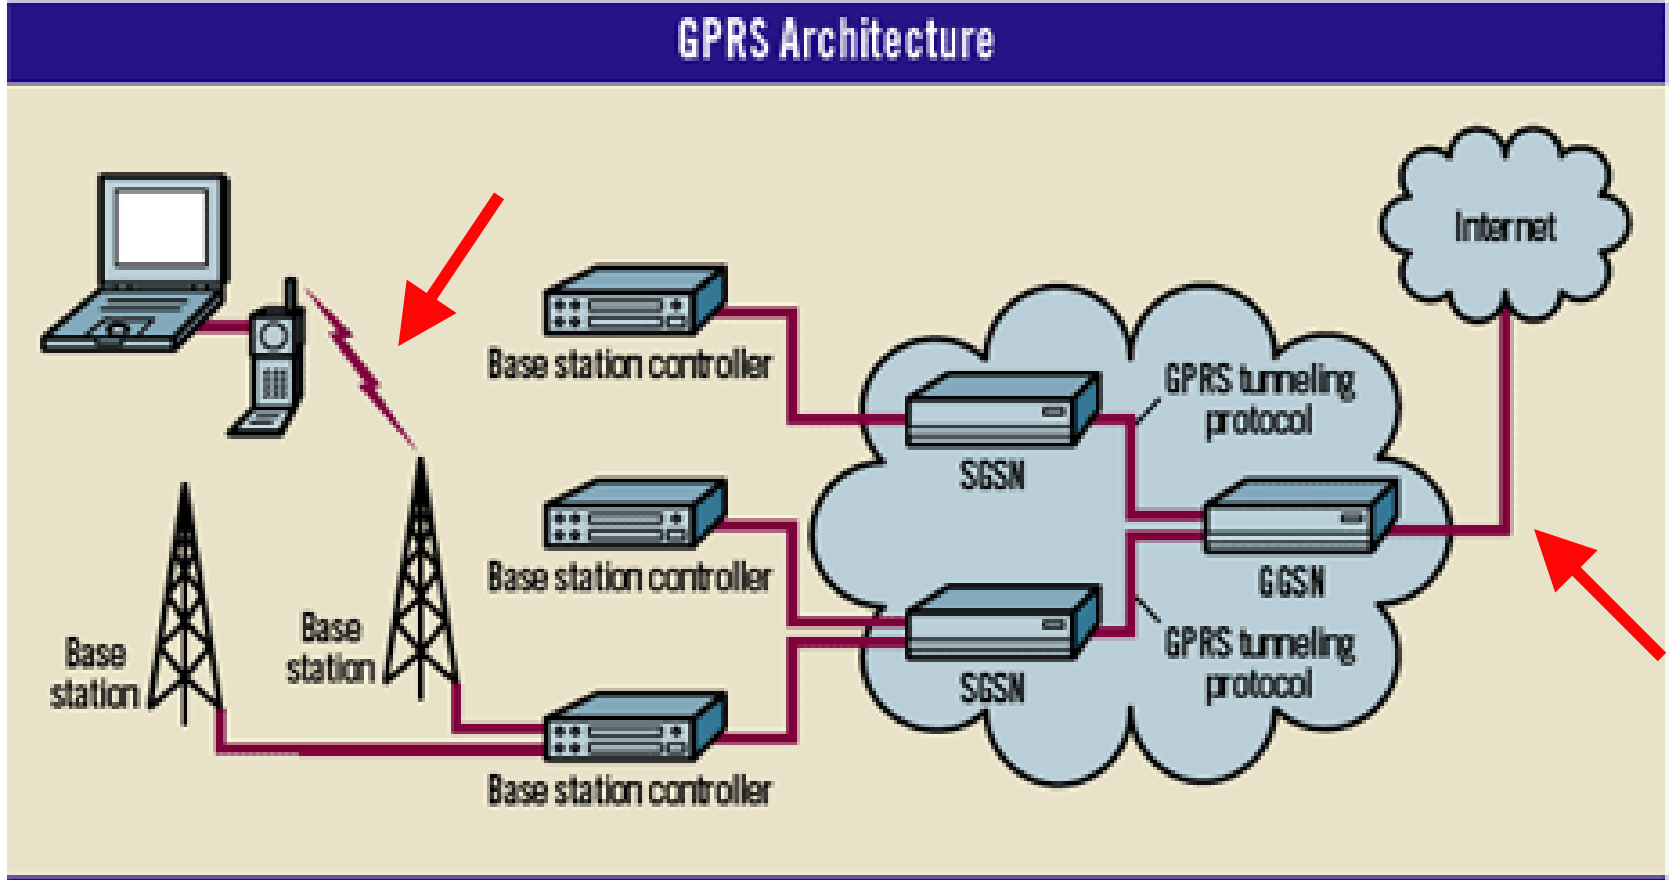 GPRS Architecture
Internet
Base station controller
GPRS tunneling
protocol
SGSN
Base station controller
GGSN
Base
station
Base
station
GPRS tunneling
protocol
SGSN
Base station controller